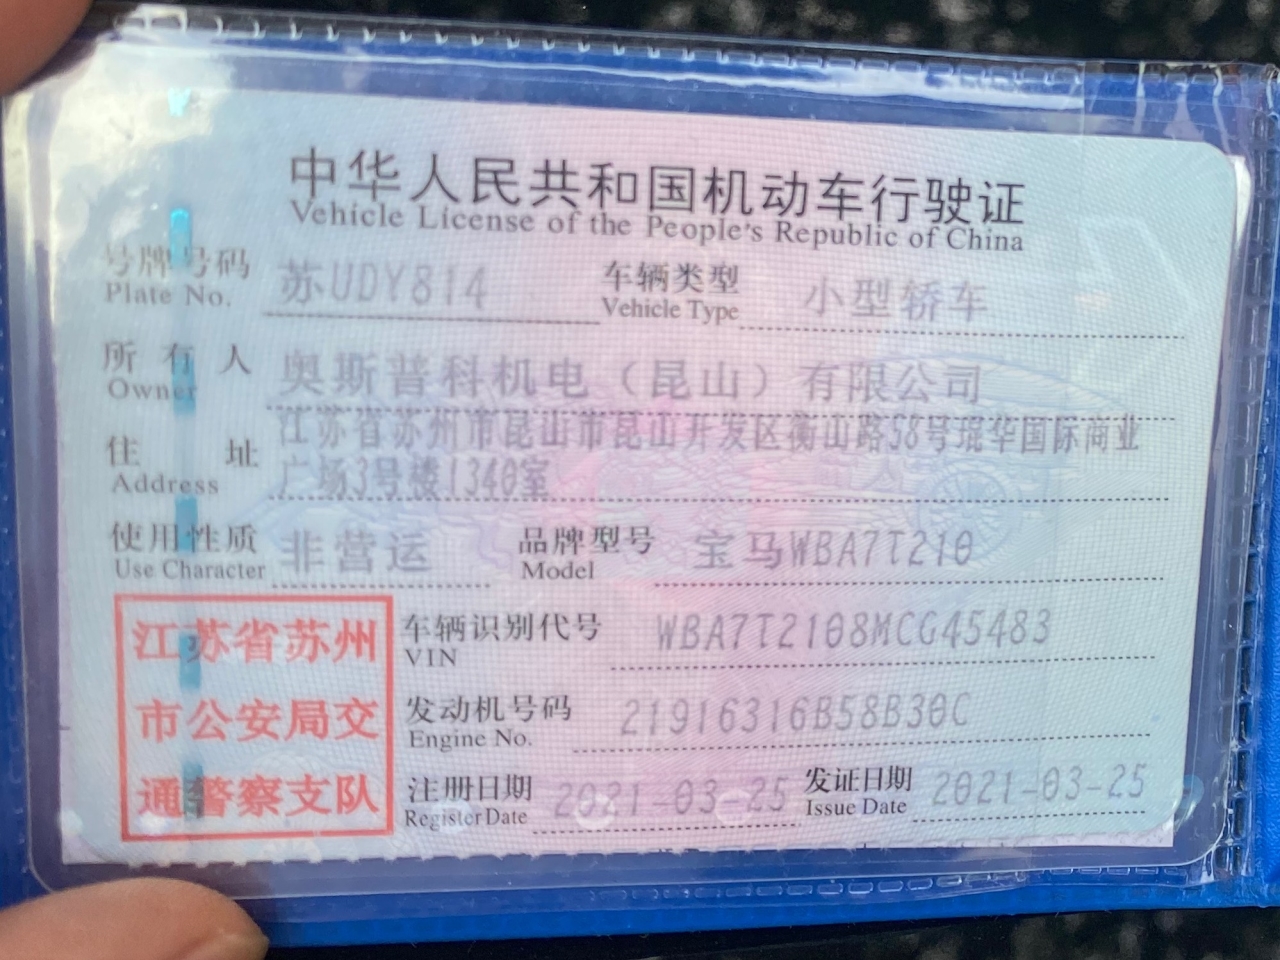 中华人民共和国机动车行驶证
Vehicle License of the People's Republic of China
号牌号码 苏UDY814 车辆类型 小型轿车
Plate No. Vehicle Type
所有人 奥斯普科机电（昆山）有限公司
Owner
江苏省苏州市昆山市昆山开发区衡山路58号琨华国际商业
住址 广场3号楼1340室
Address
使用性质 非营运 品牌型号 宝马WBA7T210
Use Character Model
江苏省苏州 车辆识别代号 WBA7T2108MCG45483
VIN
市公安局交 发动机号码 21916316B58B30C
Engine No.
通警察支队 注册日期 2021-03-25 发证日期 2021-03-25
Register Date Issue Date